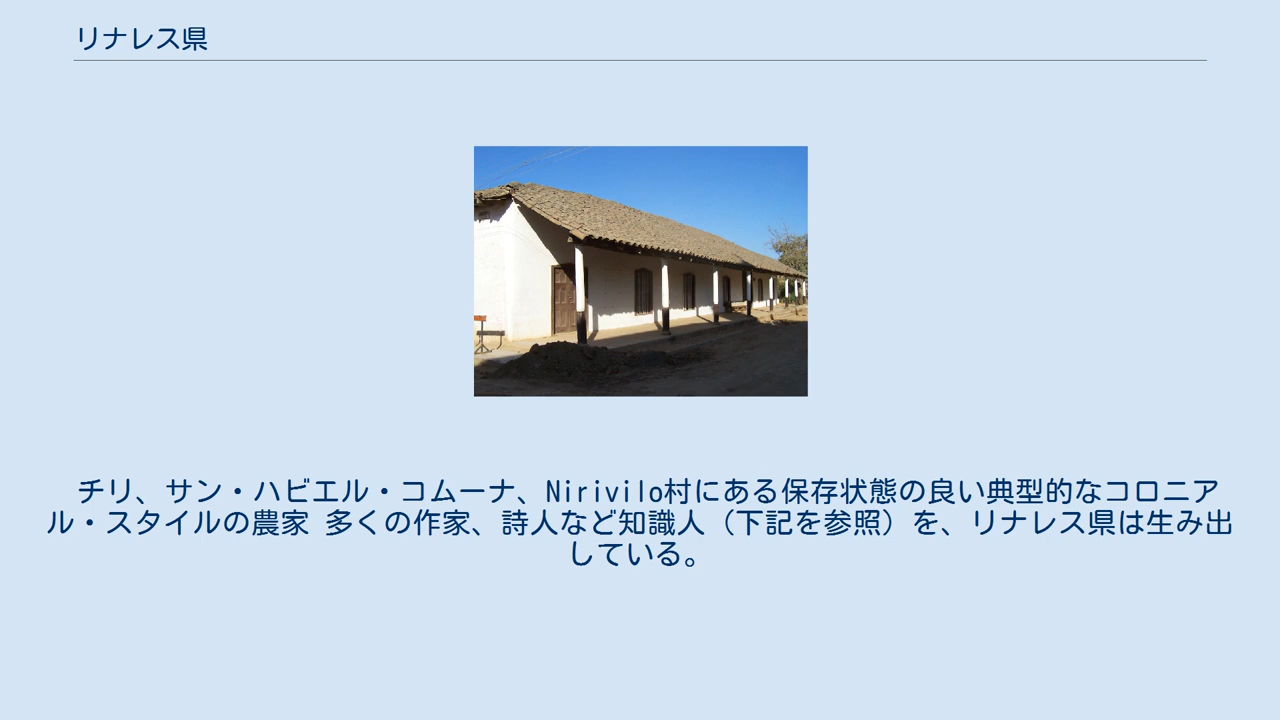 リナレス県
チリ、サン・ハビエル・コムーナ、Nirivilo村にある保存状態の良い典型的なコロニア
ル・スタイルの農家 多くの作家、詩人など知識人（下記を参照）を、リナレス県は生み出
している。